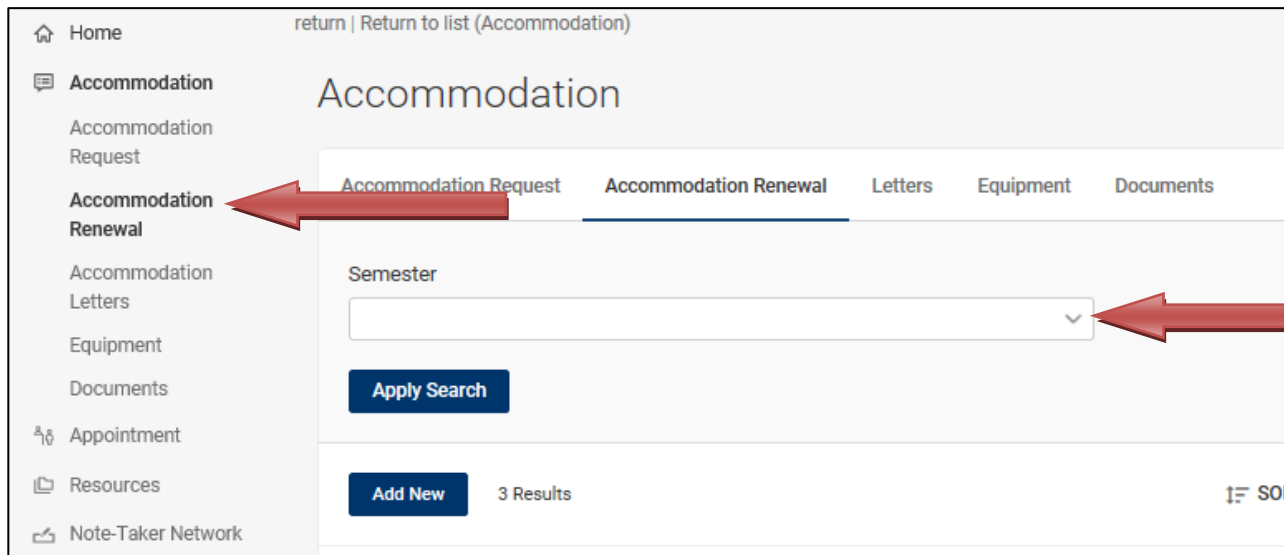 Home
return | Return to list (Accommodation)
Accommodation
Accommodation
Request
Accommodation
Renewal
Accommodation
Letters
Equipment
Documents
Appointment
Resources
Note-Taker Network
Accommodation
Accommodation Request Accommodation Renewal Letters Equipment Documents
Semester
Apply Search
Add New 3 Results